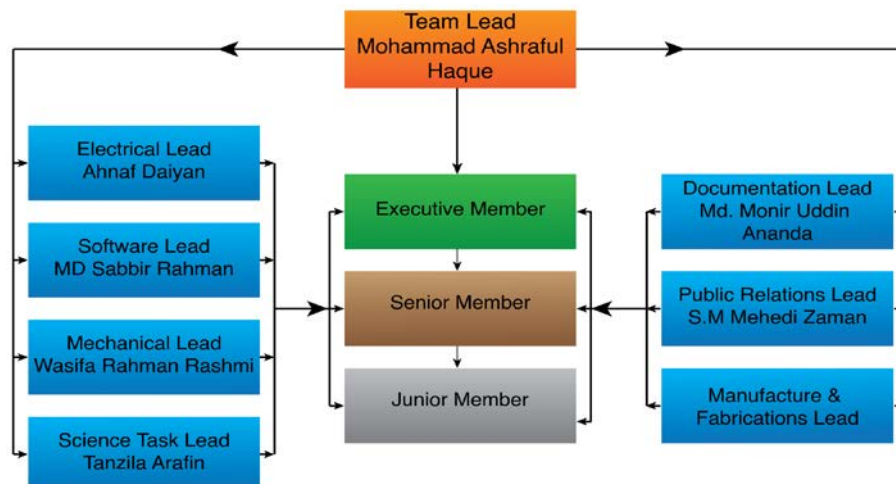 Team Lead
Mohammad Ashraful
Haque
Electrical Lead
Ahnaf Daiyan
Software Lead
MD Sabbir Rahman
Mechanical Lead
Wasifa Rahman Rashmi
Science Task Lead
Tanzila Arafin
Executive Member
Senior Member
Junior Member
Documentation Lead
Md. Monir Uddin
Ananda
Public Relations Lead
S.M Mehedi Zaman
Manufacture &
Fabrications Lead